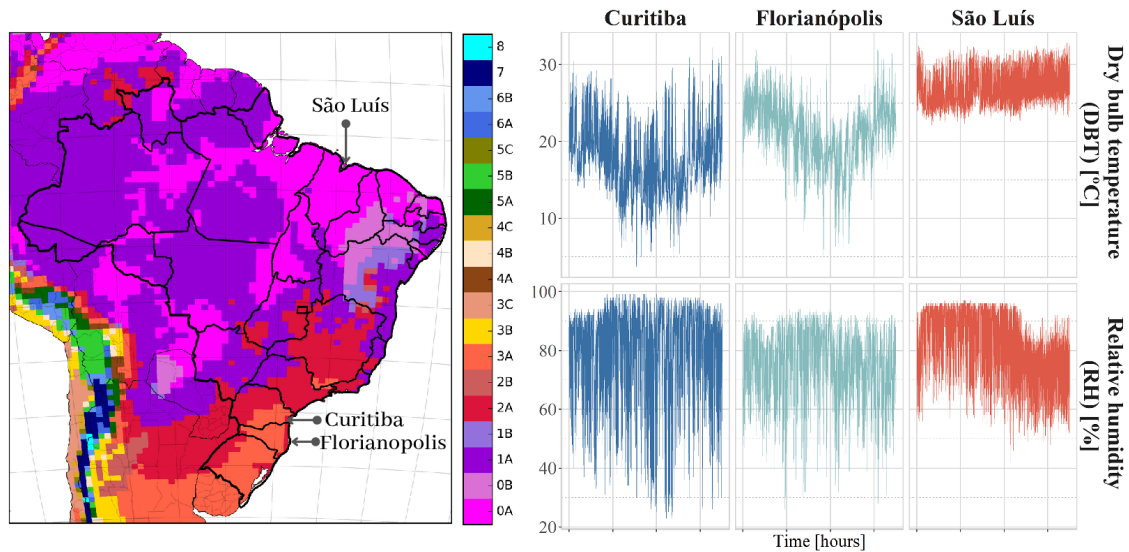 São Luís
Curitiba
Florianopolis
8
7
6B
6A
5C
5B
5A
4C
4B
4A
3C
3B
3A
2B
2A
1B
1A
0B
0A
Curitiba
Florianópolis
São Luís
30
20
10
Dry bulb temperature
(DBT) [ºC]
100
80
60
40
20
Relative humidity
(RH) [%]
Time [hours]